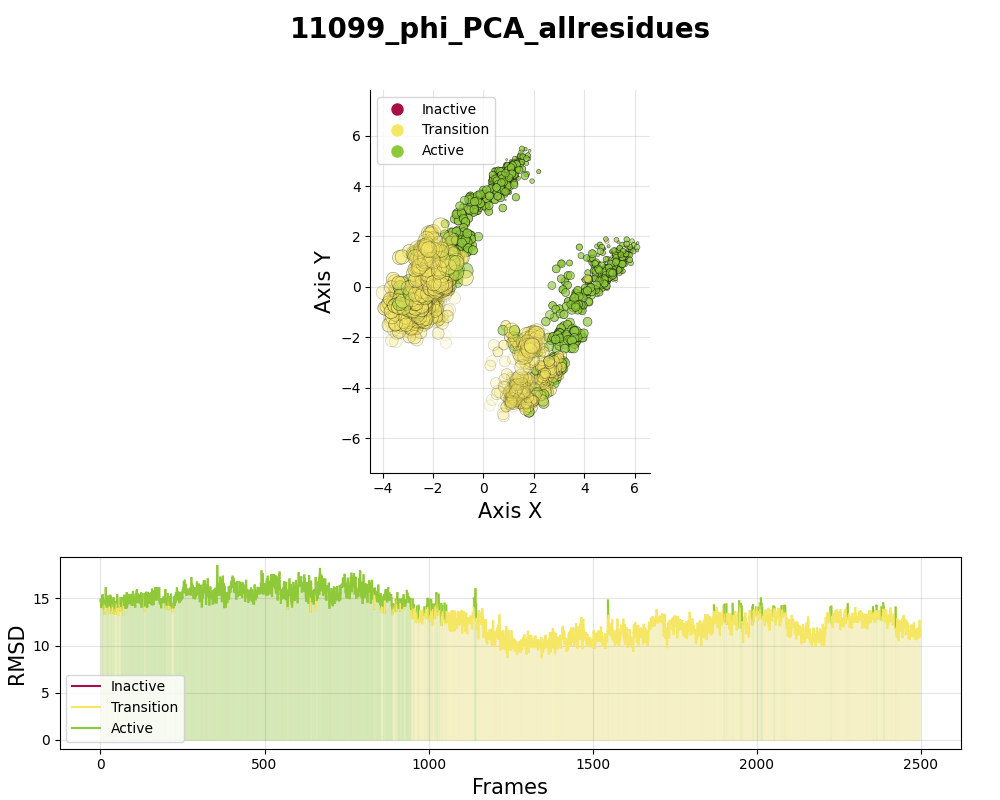 11099_phi_PCA_allresidues
Inactive
Transition
Active
6
4
2
0
−2
−4
−6
Axis Y
−4 −2 0 2 4 6
Axis X
15
10
5
0
RMSD
Inactive
Transition
Active
0 500 1000 1500 2000 2500
Frames